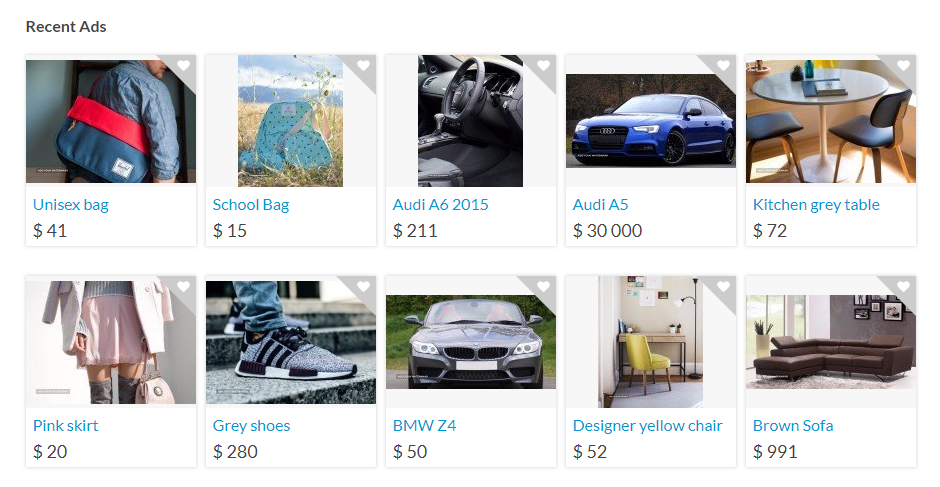 Recent Ads
Unisex bag
$ 41
School Bag
$ 15
Audi A6 2015
$ 211
Audi A5
$ 30 000
Kitchen grey table
$ 72
Pink skirt
$ 20
Grey shoes
$ 280
BMW Z4
$ 50
Designer yellow chair
$ 52
Brown Sofa
$ 991